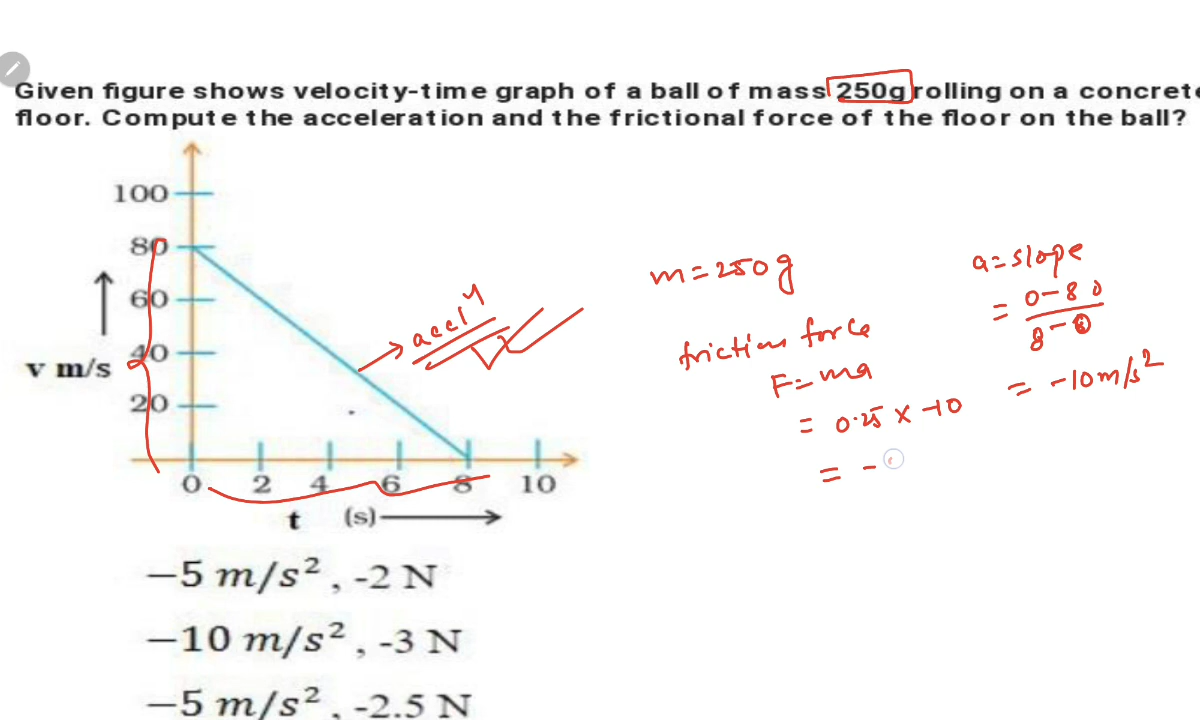 Given figure shows velocity-time graph of a ball of mass 250g rolling on a concrete
floor. Compute the acceleration and the frictional force of the floor on the ball?
100
80
60
40
20
v m/s
0 2 4 6 8 10
t (s)
accl
m=250g
friction force
F=ma
= 0.25 × -10
= -
a=slope
= 0-80
8-0
= -10m/s²
−5 m/s² , -2 N
−10 m/s² , -3 N
−5 m/s² , -2.5 N